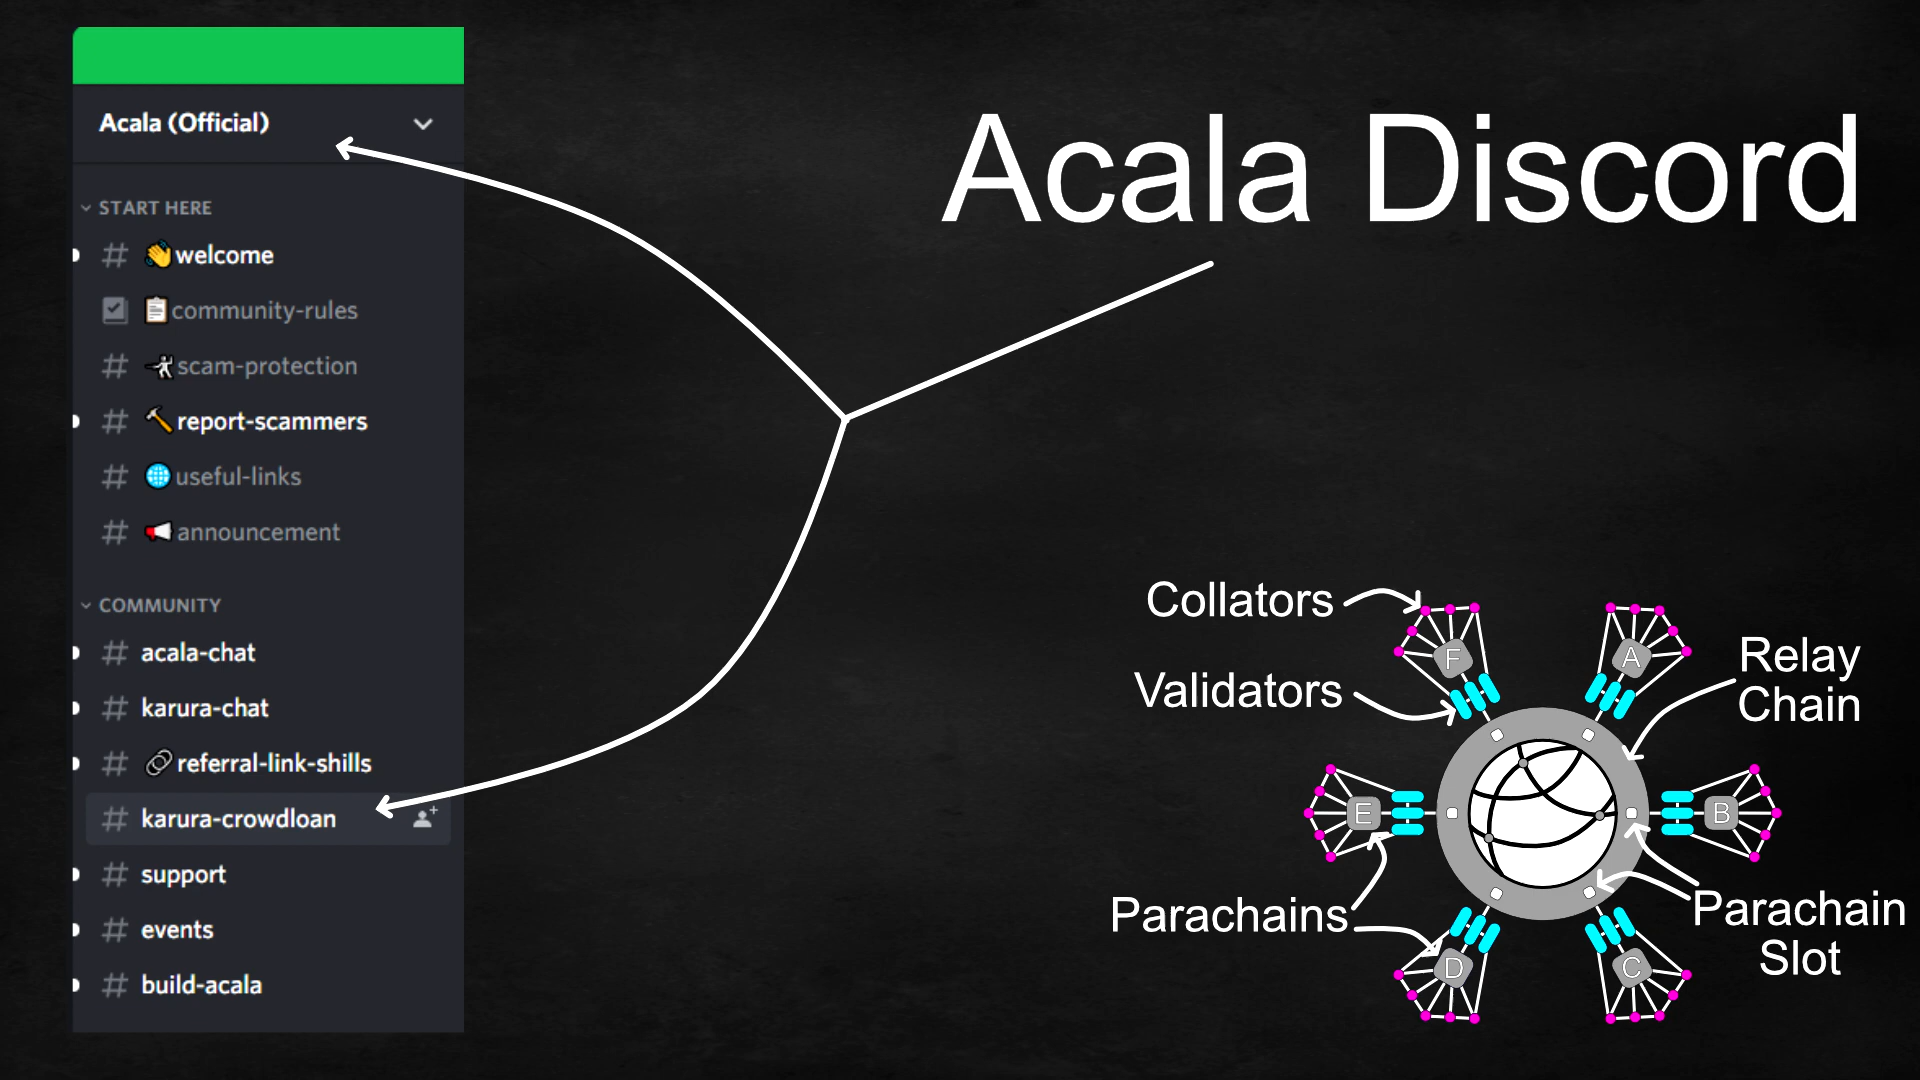 Acala (Official)
START HERE
# welcome
community-rules
# scam-protection
# report-scammers
# useful-links
# announcement
COMMUNITY
# acala-chat
# karura-chat
# referral-link-shills
# karura-crowdloan
# support
# events
# build-acala
Acala Discord
Collators
Validators
Parachains
Relay
Chain
Parachain
Slot
F
A
E
B
D
C